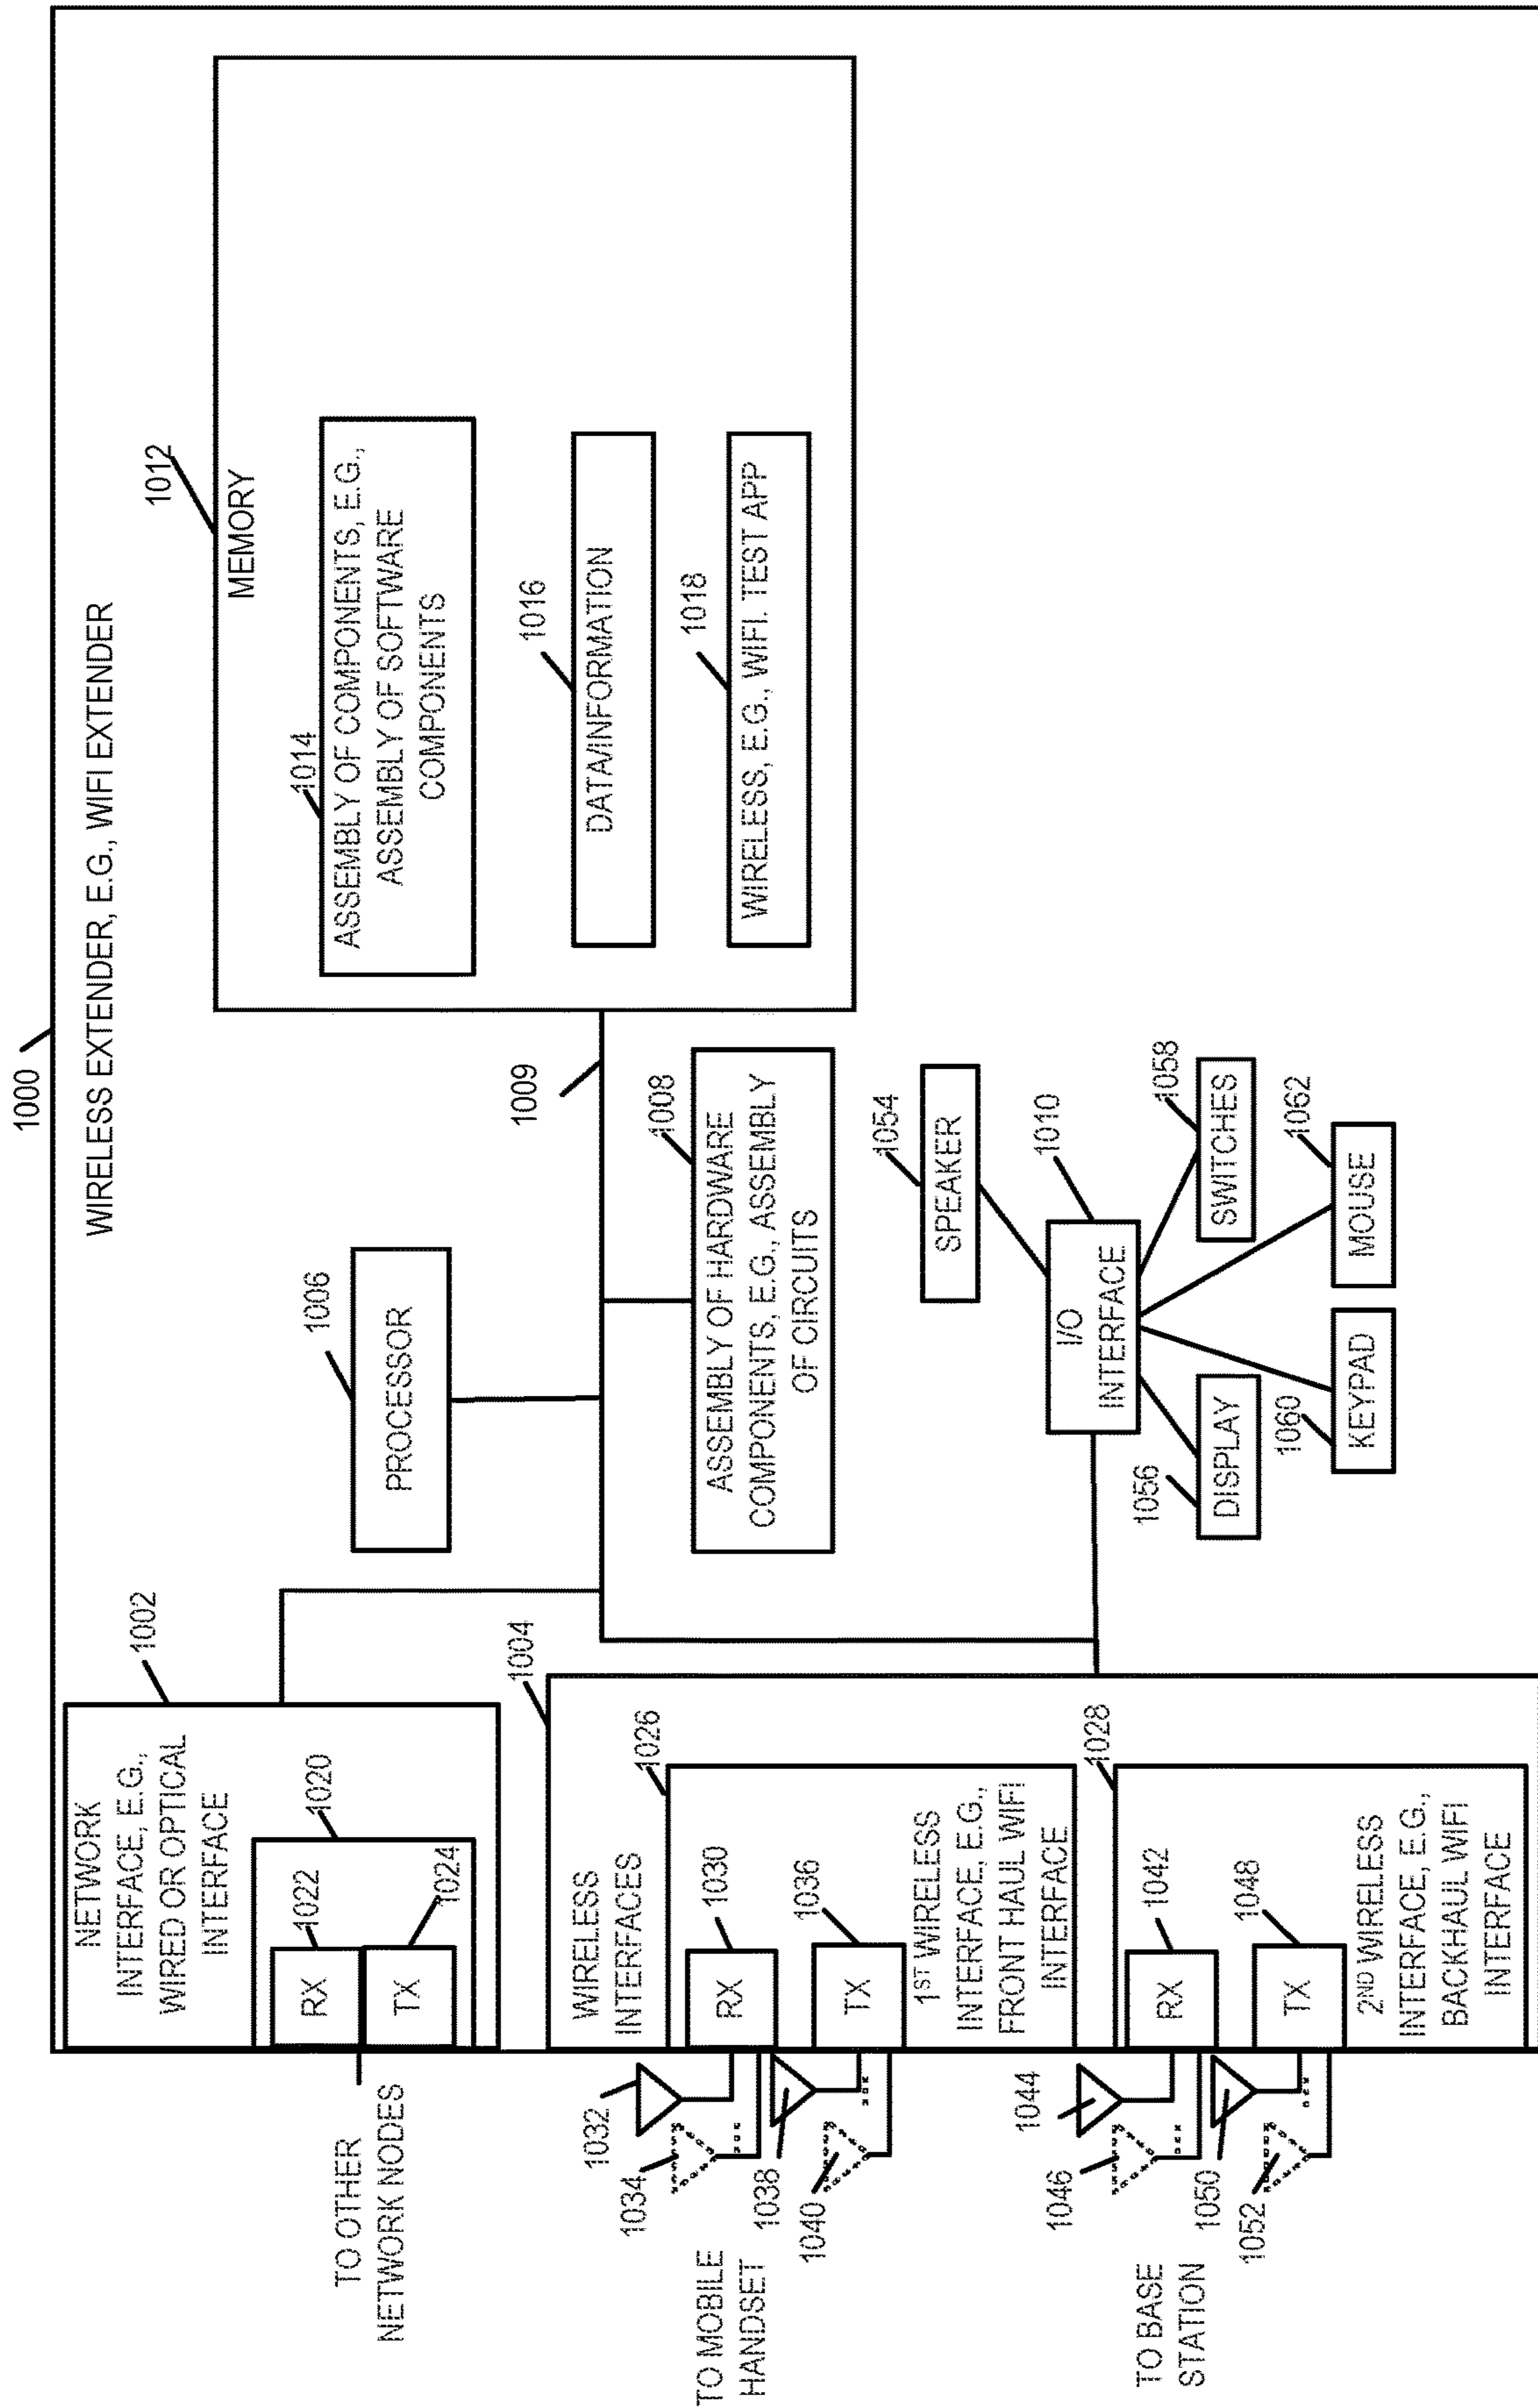 1000
WIRELESS EXTENDER, E.G., WIFI EXTENDER
1002
NETWORK
INTERFACE, E.G.,
WIRED OR OPTICAL
INTERFACE
1020
RX
1022
TX
1024
TO OTHER
NETWORK NODES
1006
PROCESSOR
1009
1008
ASSEMBLY OF HARDWARE
COMPONENTS, E.G., ASSEMBLY
OF CIRCUITS
1012
MEMORY
1014
ASSEMBLY OF COMPONENTS, E.G.,
ASSEMBLY OF SOFTWARE
COMPONENTS
1016
DATA/INFORMATION
1018
WIRELESS, E.G., WIFI. TEST APP
1004
WIRELESS
INTERFACES
1026
RX
1030
TX
1036
1ST WIRELESS
INTERFACE, E.G.,
FRONT HAUL WIFI
INTERFACE
1032
1034
1038
1040
TO MOBILE
HANDSET
1028
RX
1042
TX
1048
2ND WIRELESS
INTERFACE, E.G.,
BACKHAUL WIFI
INTERFACE
1044
1046
1050
1052
TO BASE
STATION
1054
SPEAKER
1010
I/O
INTERFACE
1056
DISPLAY
1058
SWITCHES
1060
KEYPAD
1062
MOUSE